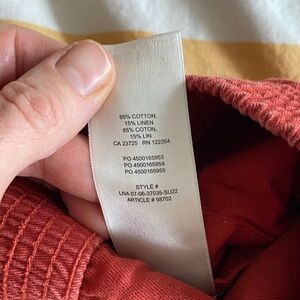 85% COTTON,
15% LINEN
85% COTON,
15% LIN
CA 23725 RN 122354
PO 4500165953
PO 4500165954
PO 4500165955
STYLE #
LNA 07-06-37035-SU22
ARTICLE # 98702